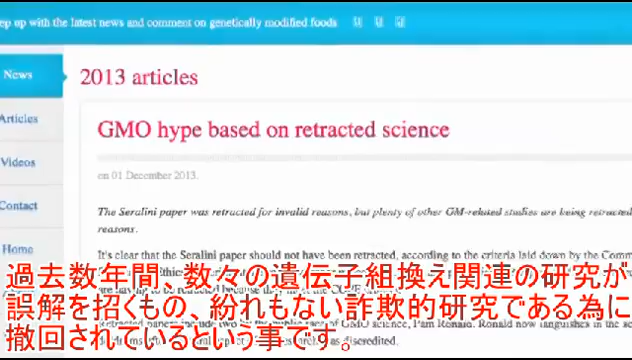 ep up with the latest news and comment on genetically modified foods
News
2013 articles
Articles
GMO hype based on retracted science
Videos
on 01 December 2013.
Contact
The Seralini paper was retracted for invalid reasons, but plenty of other GM-related studies are being retracted
reasons.
Home
It's clear that the Seralini paper should not have been retracted, according to the criteria laid down by the Comm
過去数年間、数々の遺伝子組換え関連の研究が
誤解を招くもの、紛れもない詐欺的研究である為に
撤回されているという事です。